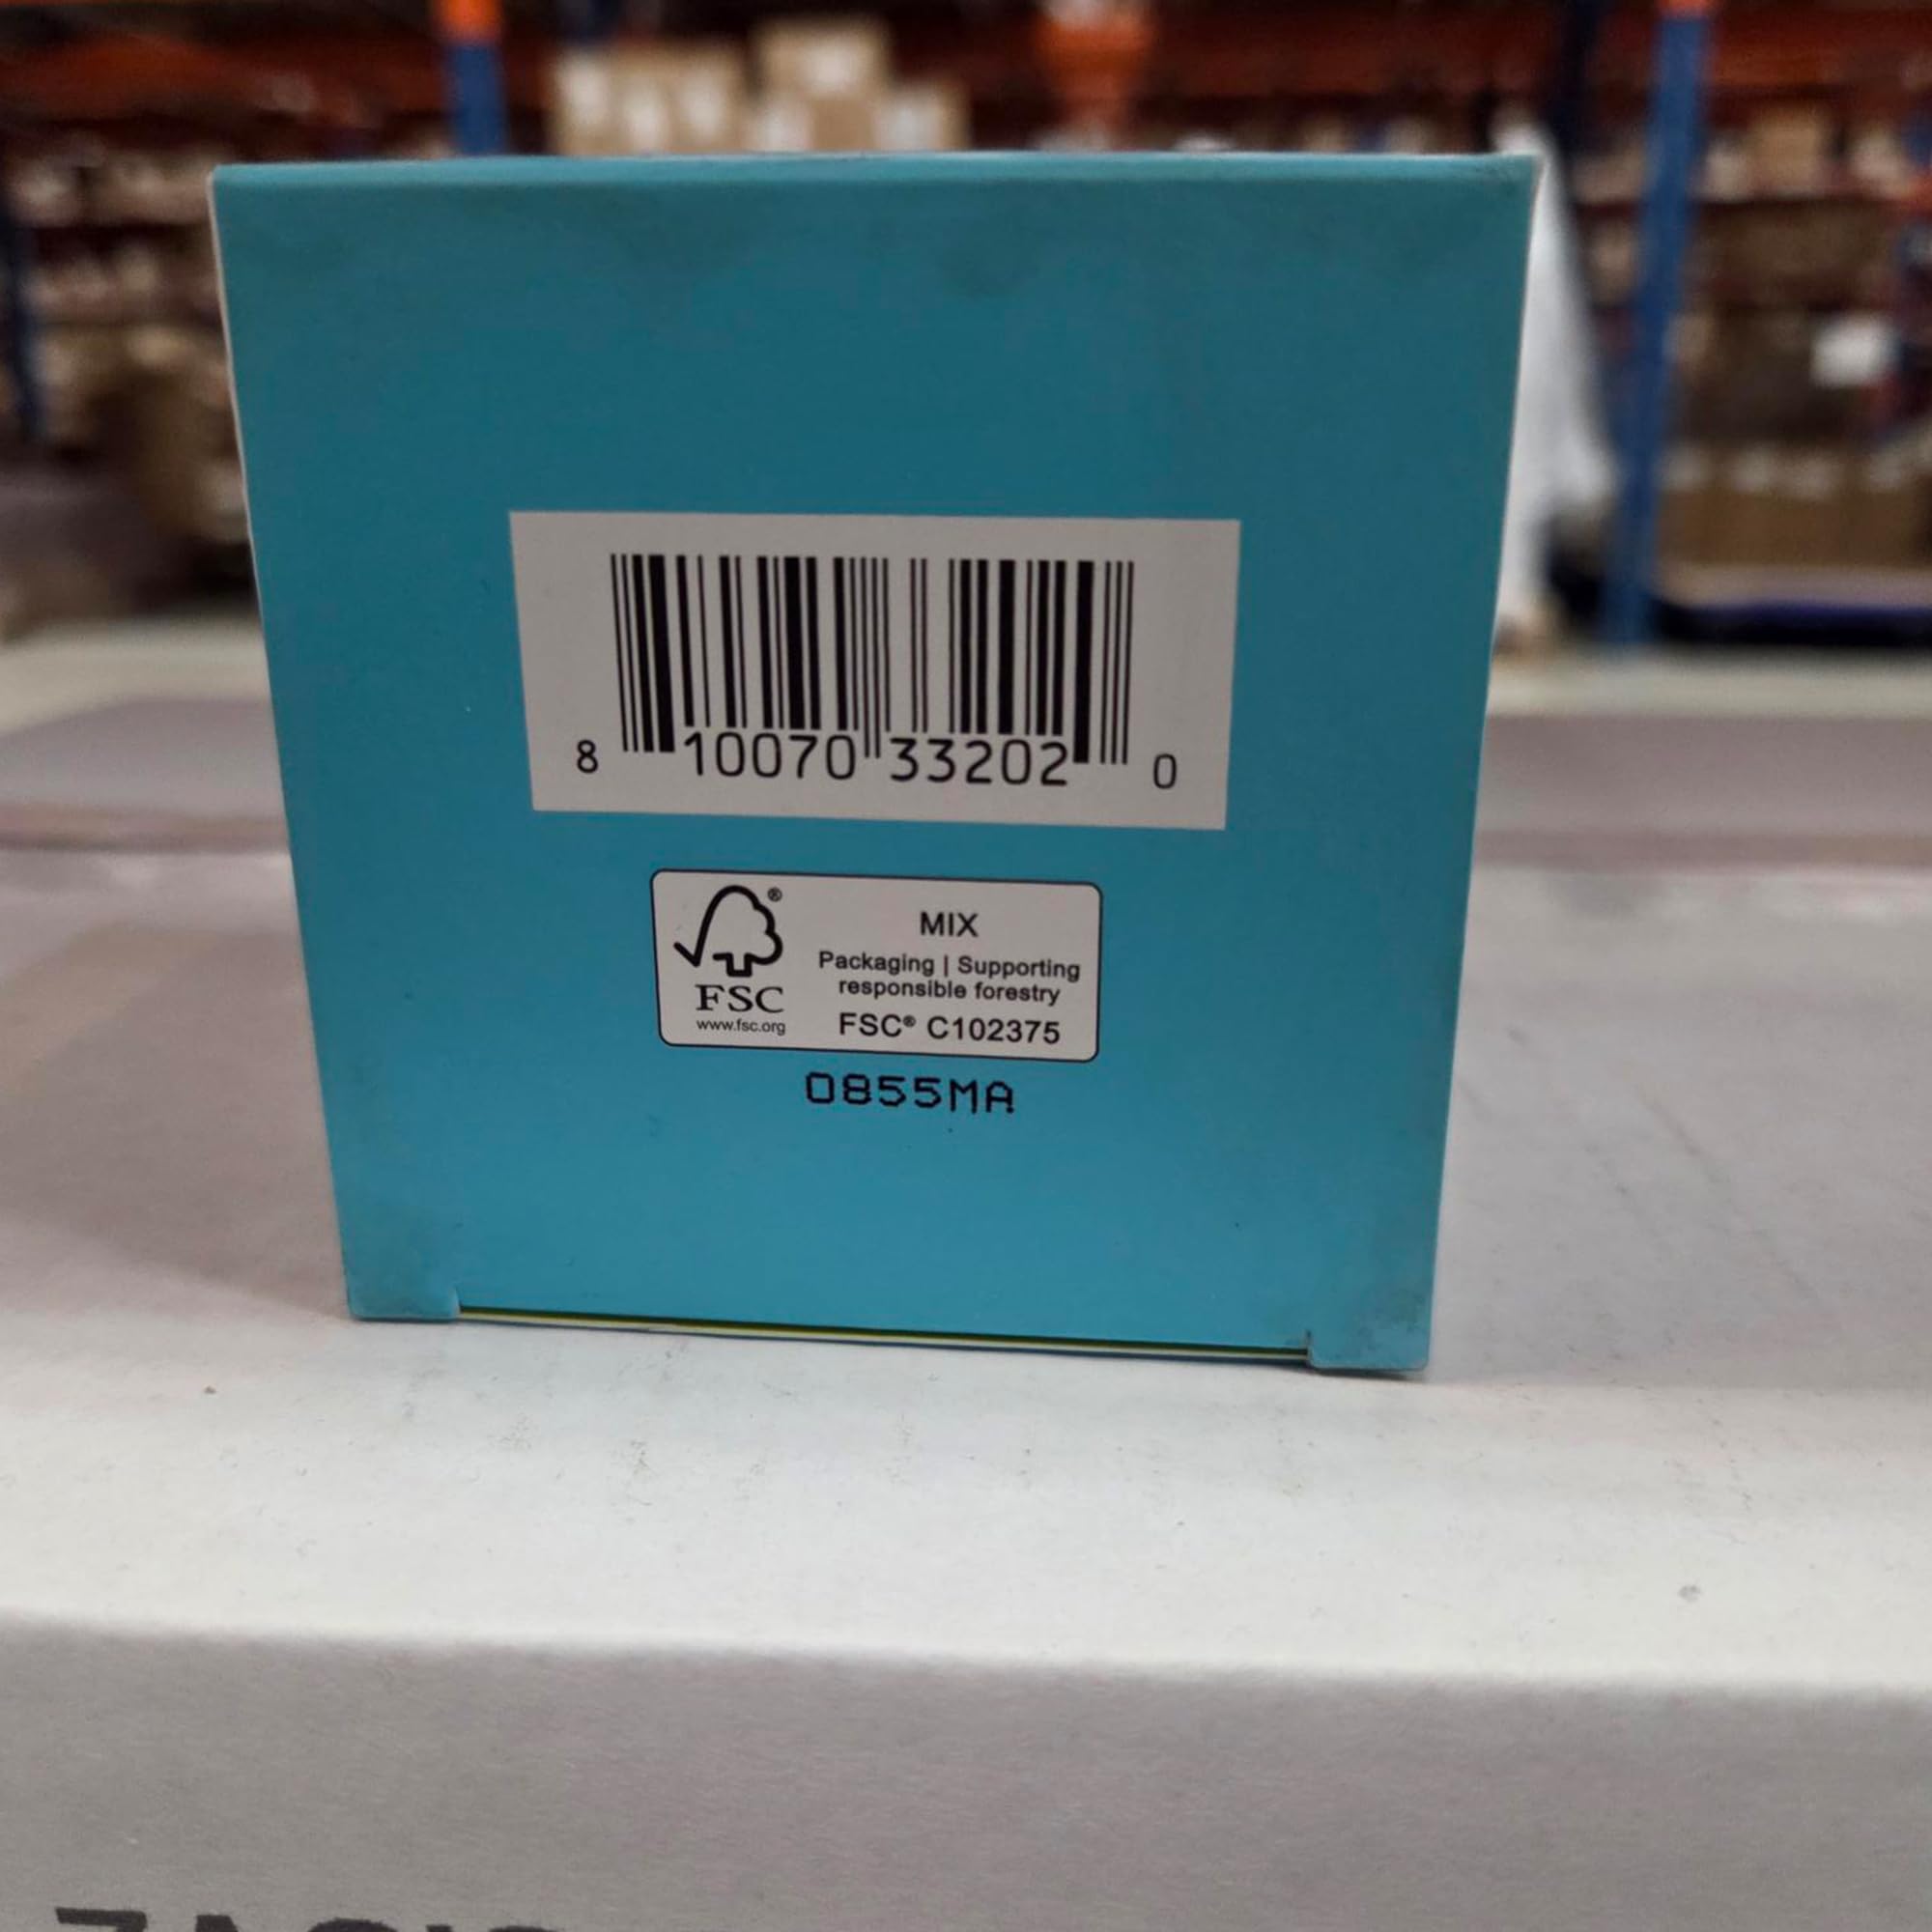 8 10070 33202 0
MIX
Packaging | Supporting
responsible forestry
FSC® C102375
®
FSC
www.fsc.org
0855MA